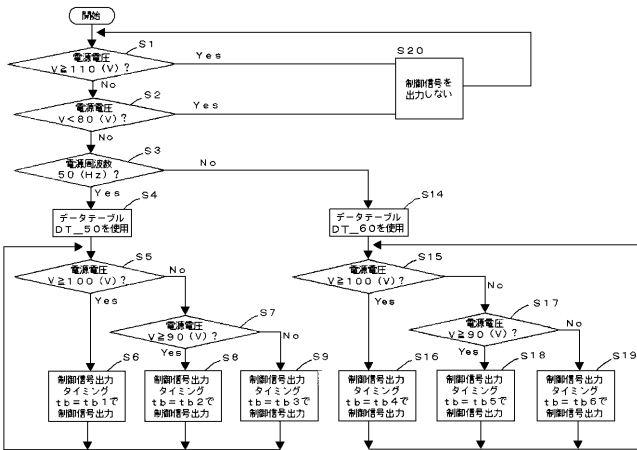 開始
S1
電源電圧
V≧110(V)?
Yes
No
S20
制御信号を
出力しない
S2
電源電圧
V<80(V)?
Yes
No
S3
電源周波数
50(Hz)?
No
Yes
S4
データテーブル
DT_50を使用
S14
データテーブル
DT_60を使用
S5
電源電圧
V≧100(V)?
No
Yes
S15
電源電圧
V≧100(V)?
No
Yes
S7
電源電圧
V≧90(V)?
No
Yes
S17
電源電圧
V≧90(V)?
No
Yes
S6
制御信号出力
タイミング
tb=tb1で
制御信号出力
S8
制御信号出力
タイミング
tb=tb2で
制御信号出力
S9
制御信号出力
タイミング
tb=tb3で
制御信号出力
S16
制御信号出力
タイミング
tb=tb4で
制御信号出力
S18
制御信号出力
タイミング
tb=tb5で
制御信号出力
S19
制御信号出力
タイミング
tb=tb6で
制御信号出力